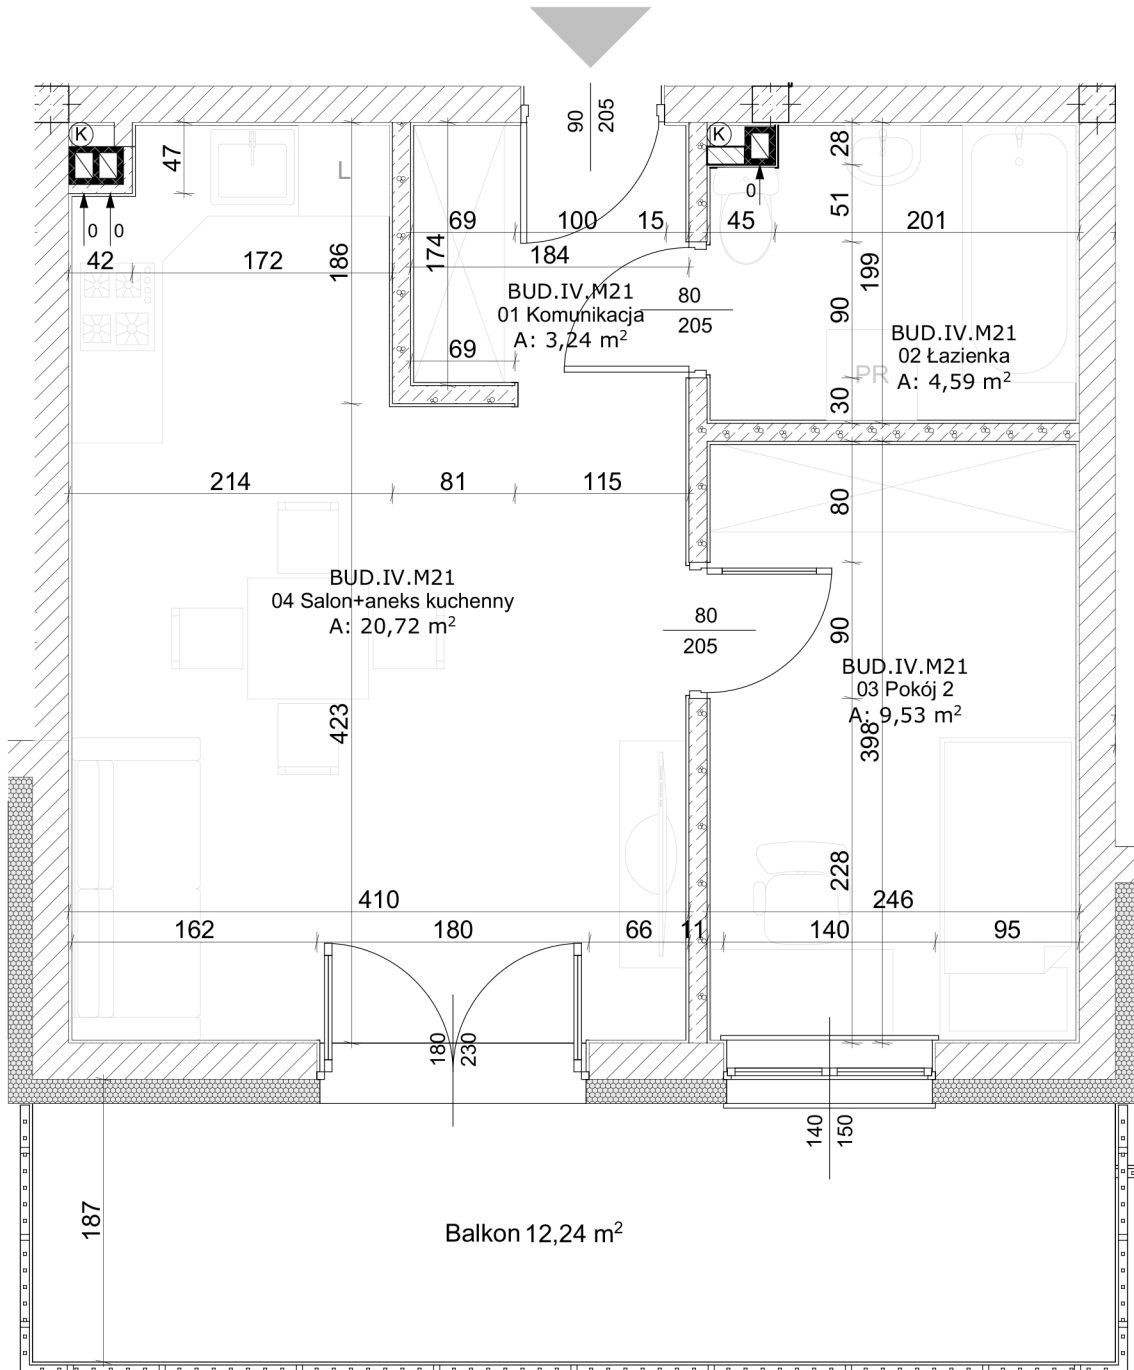 90
205
K
K
47
28
L
51
0
0
0
69
100
15
45
201
42
172
186
174
184
199
BUD.IV.M21
01 Komunikacja
A: 3,24 m²
80
205
90
BUD.IV.M21
02 Łazienka
A: 4,59 m²
69
PR
30
214
81
115
80
BUD.IV.M21
04 Salon+aneks kuchenny
A: 20,72 m²
80
205
90
BUD.IV.M21
03 Pokój 2
A: 9,53 m²
423
398
228
410
246
162
180
66
11
140
95
180
230
140
150
187
Balkon 12,24 m²